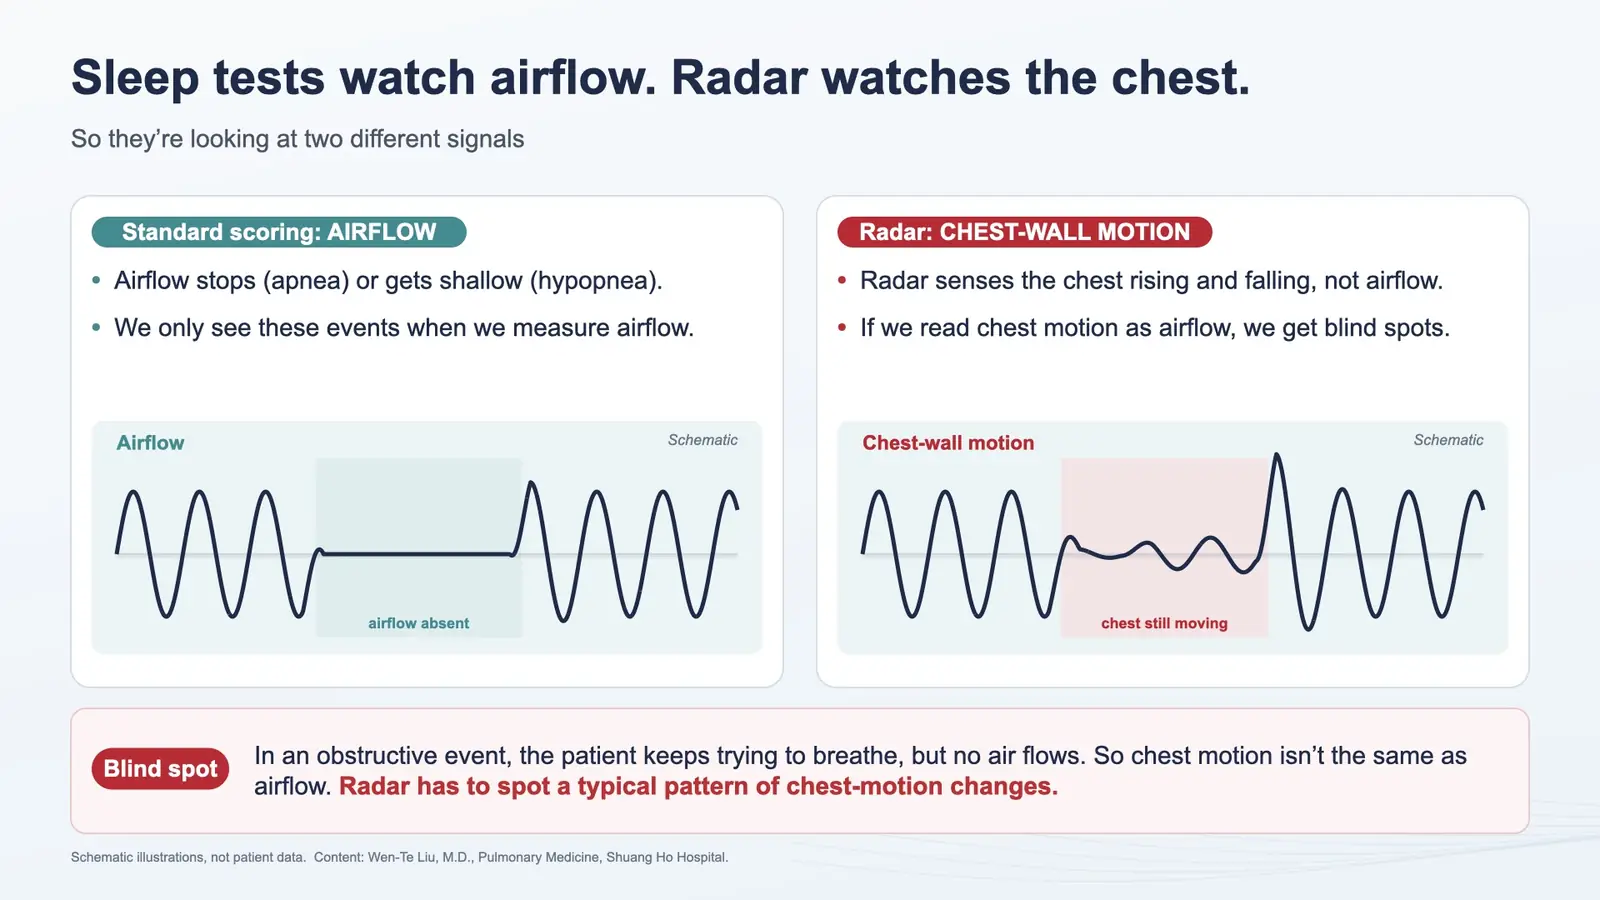 Sleep tests watch airflow. Radar watches the chest.
So they’re looking at two different signals
Standard scoring: AIRFLOW
• Airflow stops (apnea) or gets shallow (hypopnea).
• We only see these events when we measure airflow.
Airflow
Schematic
airflow absent
Radar: CHEST-WALL MOTION
• Radar senses the chest rising and falling, not airflow.
• If we read chest motion as airflow, we get blind spots.
Chest-wall motion
Schematic
chest still moving
Blind spot
In an obstructive event, the patient keeps trying to breathe, but no air flows. So chest motion isn’t the same as
airflow. Radar has to spot a typical pattern of chest-motion changes.
Schematic illustrations, not patient data. Content: Wen-Te Liu, M.D., Pulmonary Medicine, Shuang Ho Hospital.